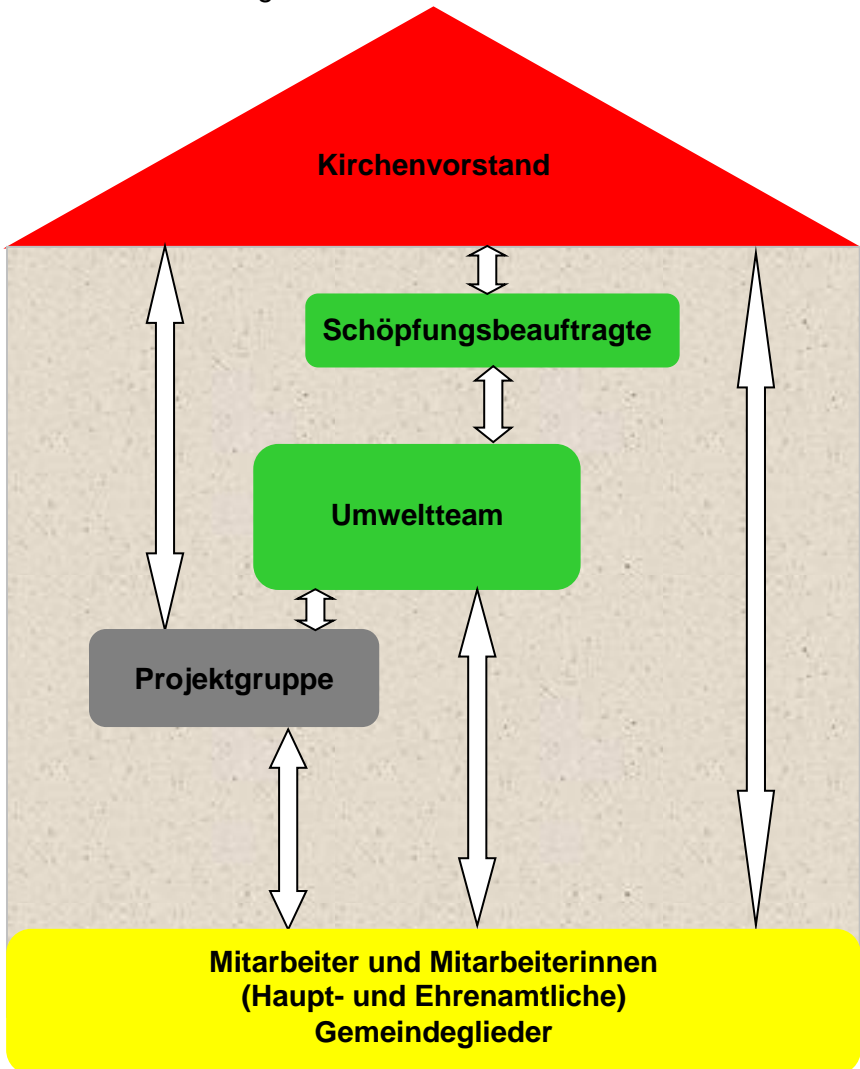 Kirchenvorstand
Schöpfungsbeauftragte
Umweltteam
Projektgruppe
Mitarbeiter und Mitarbeiterinnen
(Haupt- und Ehrenamtliche)
Gemeindeglieder